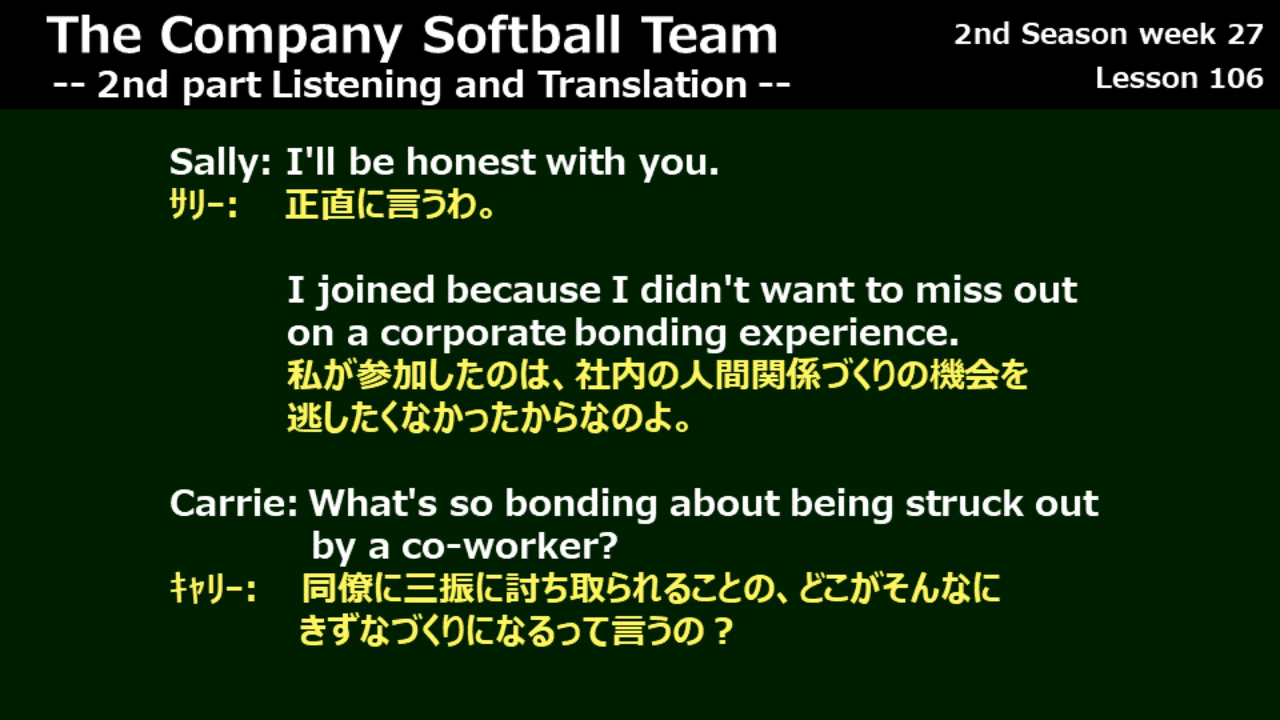 The Company Softball Team
2nd Season week 27
-- 2nd part Listening and Translation --
Lesson 106
Sally: I'll be honest with you.
ｻﾘｰ: 正直に言うわ。
I joined because I didn't want to miss out
on a corporate bonding experience.
私が参加したのは、社内の人間関係づくりの機会を
逃したくなかったからなのよ。
Carrie: What's so bonding about being struck out
by a co-worker?
ｷｬﾘｰ: 同僚に三振に討ち取られることの、どこがそんなに
きずなづくりになるって言うの？